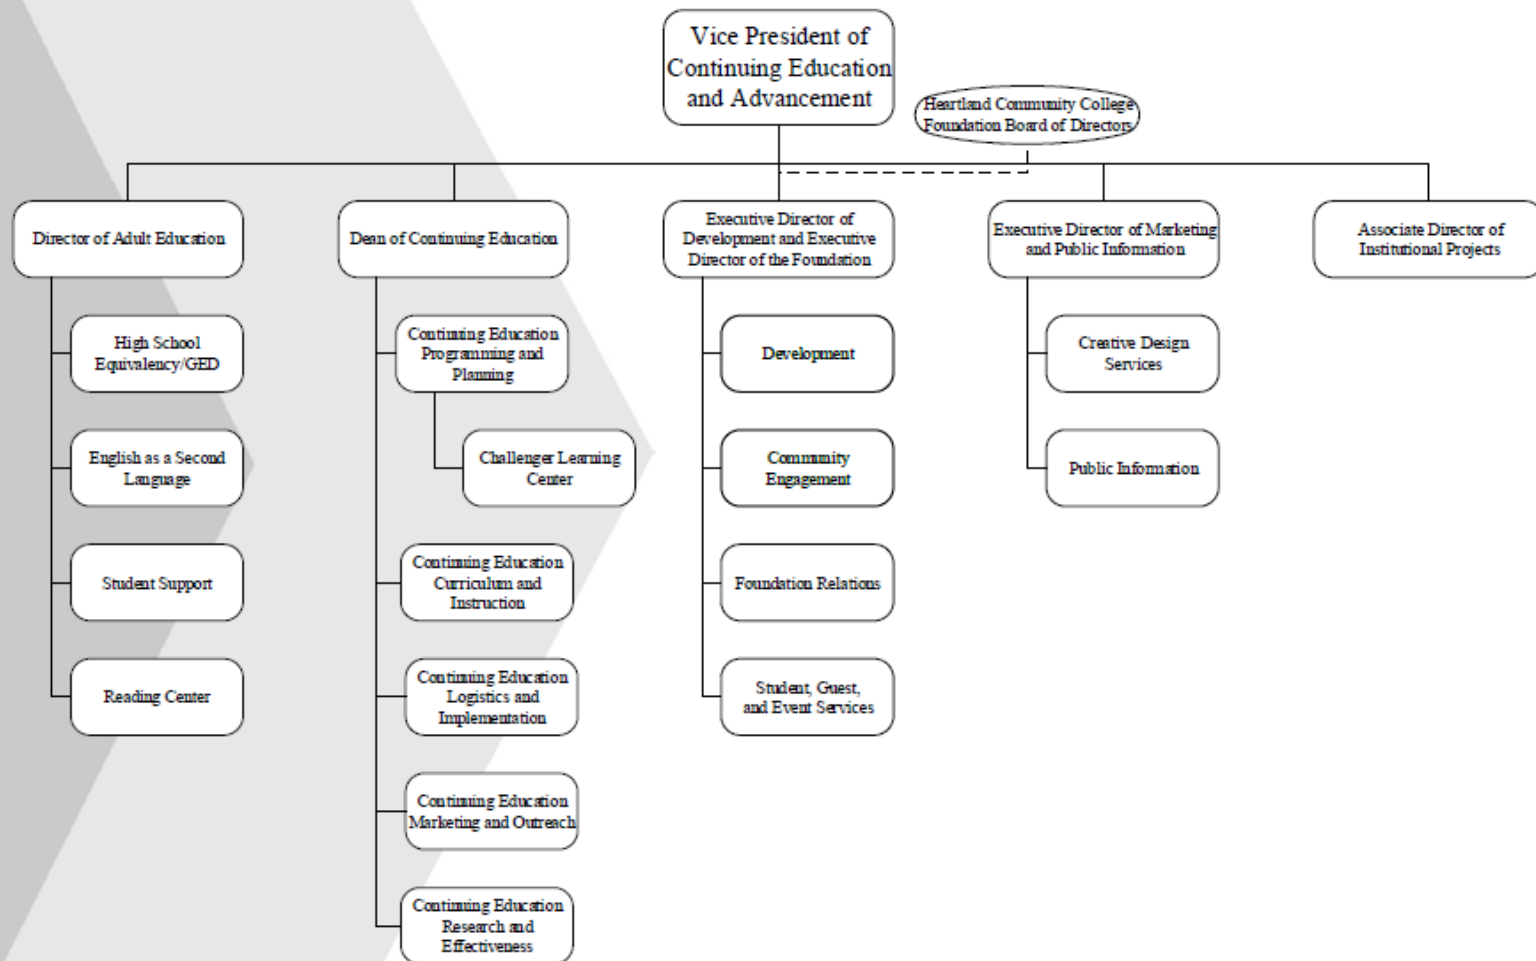 Vice President of
Continuing Education
and Advancement
Heartland Community College
Foundation Board of Directors
Director of Adult Education
Dean of Continuing Education
Executive Director of
Development and Executive
Director of the Foundation
Executive Director of Marketing
and Public Information
Associate Director of
Institutional Projects
High School
Equivalency/GED
English as a Second
Language
Student Support
Reading Center
Continuing Education
Programming and
Planning
Challenger Learning
Center
Continuing Education
Curriculum and
Instruction
Continuing Education
Logistics and
Implementation
Continuing Education
Marketing and Outreach
Continuing Education
Research and
Effectiveness
Development
Community
Engagement
Foundation Relations
Student, Guest,
and Event Services
Creative Design
Services
Public Information